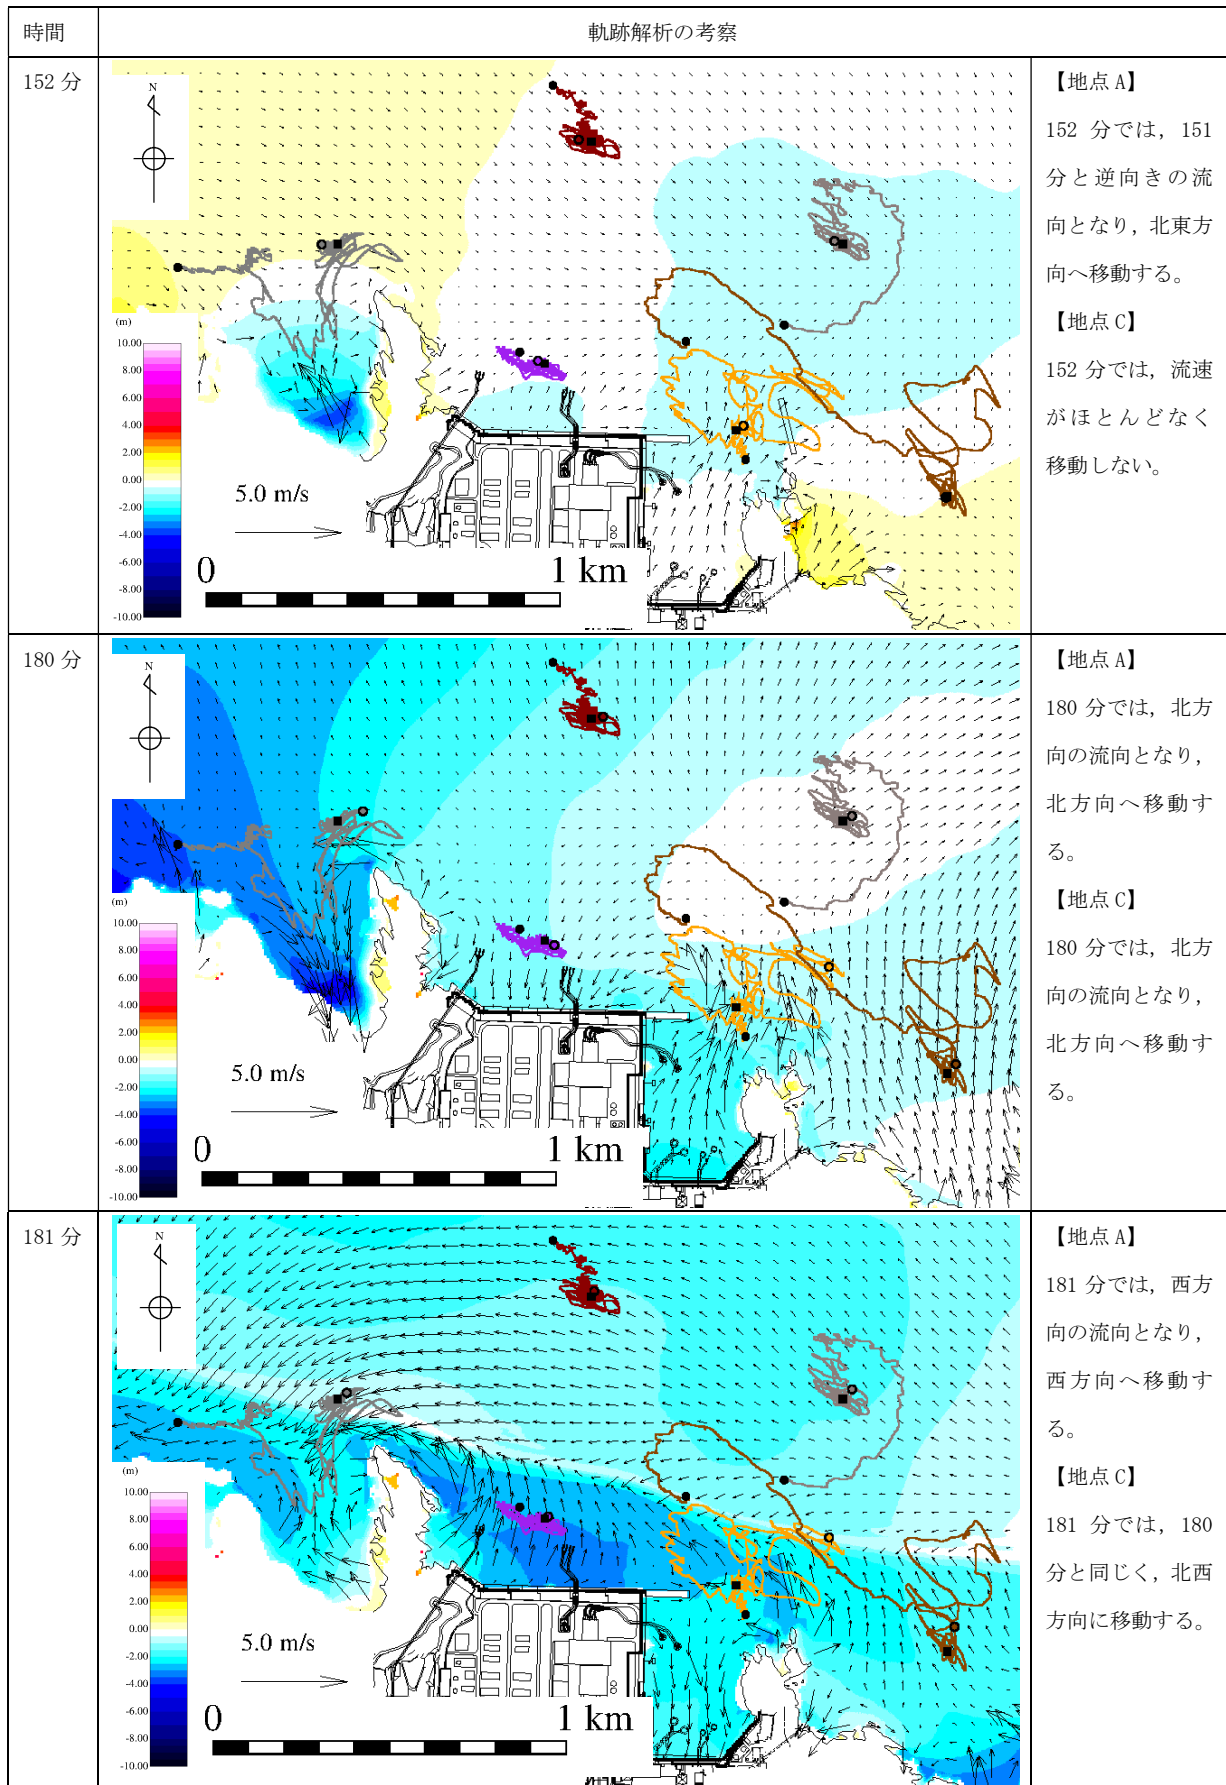 時間
軌跡解析の考察
152 分
N
(m)
10.00
8.00
6.00
4.00
2.00
0.00
-2.00
-4.00
-6.00
-8.00
-10.00
5.0 m/s
0
1 km
【地点 A】
152 分では，151
分と逆向きの流
向となり，北東方
向へ移動する。
【地点 C】
152 分では，流速
がほとんどなく
移動しない。
180 分
N
(m)
10.00
8.00
6.00
4.00
2.00
0.00
-2.00
-4.00
-6.00
-8.00
-10.00
5.0 m/s
0
1 km
【地点 A】
180 分では，北方
向の流向となり，
北方向へ移動す
る。
【地点 C】
180 分では，北方
向の流向となり，
北方向へ移動す
る。
181 分
N
(m)
10.00
8.00
6.00
4.00
2.00
0.00
-2.00
-4.00
-6.00
-8.00
-10.00
5.0 m/s
0
1 km
【地点 A】
181 分では，西方
向の流向となり，
西方向へ移動す
る。
【地点 C】
181 分では，180
分と同じく，北西
方向に移動する。